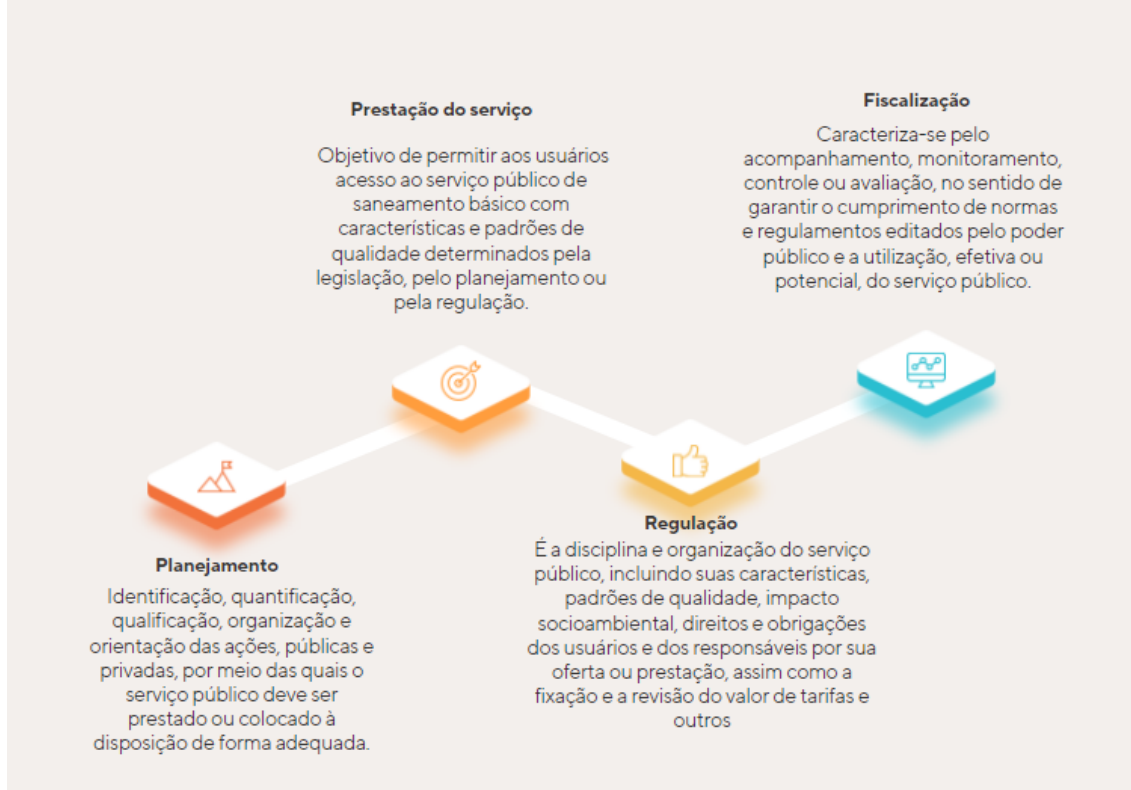 Prestação do serviço
Objetivo de permitir aos usuários
acesso ao serviço público de
saneamento básico com
características e padrões de
qualidade determinados pela
legislação, pelo planejamento ou
pela regulação.
Fiscalização
Caracteriza-se pelo
acompanhamento, monitoramento,
controle ou avaliação, no sentido de
garantir o cumprimento de normas
e regulamentos editados pelo poder
público e a utilização, efetiva ou
potencial, do serviço público.
Planejamento
Identificação, quantificação,
qualificação, organização e
orientação das ações, públicas e
privadas, por meio das quais o
serviço público deve ser
prestado ou colocado à
disposição de forma adequada.
Regulação
É a disciplina e organização do serviço
público, incluindo suas características,
padrões de qualidade, impacto
socioambiental, direitos e obrigações
dos usuários e dos responsáveis por sua
oferta ou prestação, assim como a
fixação e a revisão do valor de tarifas e
outros